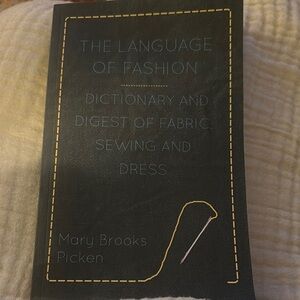 THE LANGUAGE
OF FASHION
DICTIONARY AND
DIGEST OF FABRIC,
SEWING AND
DRESS
Mary Brooks
Picken